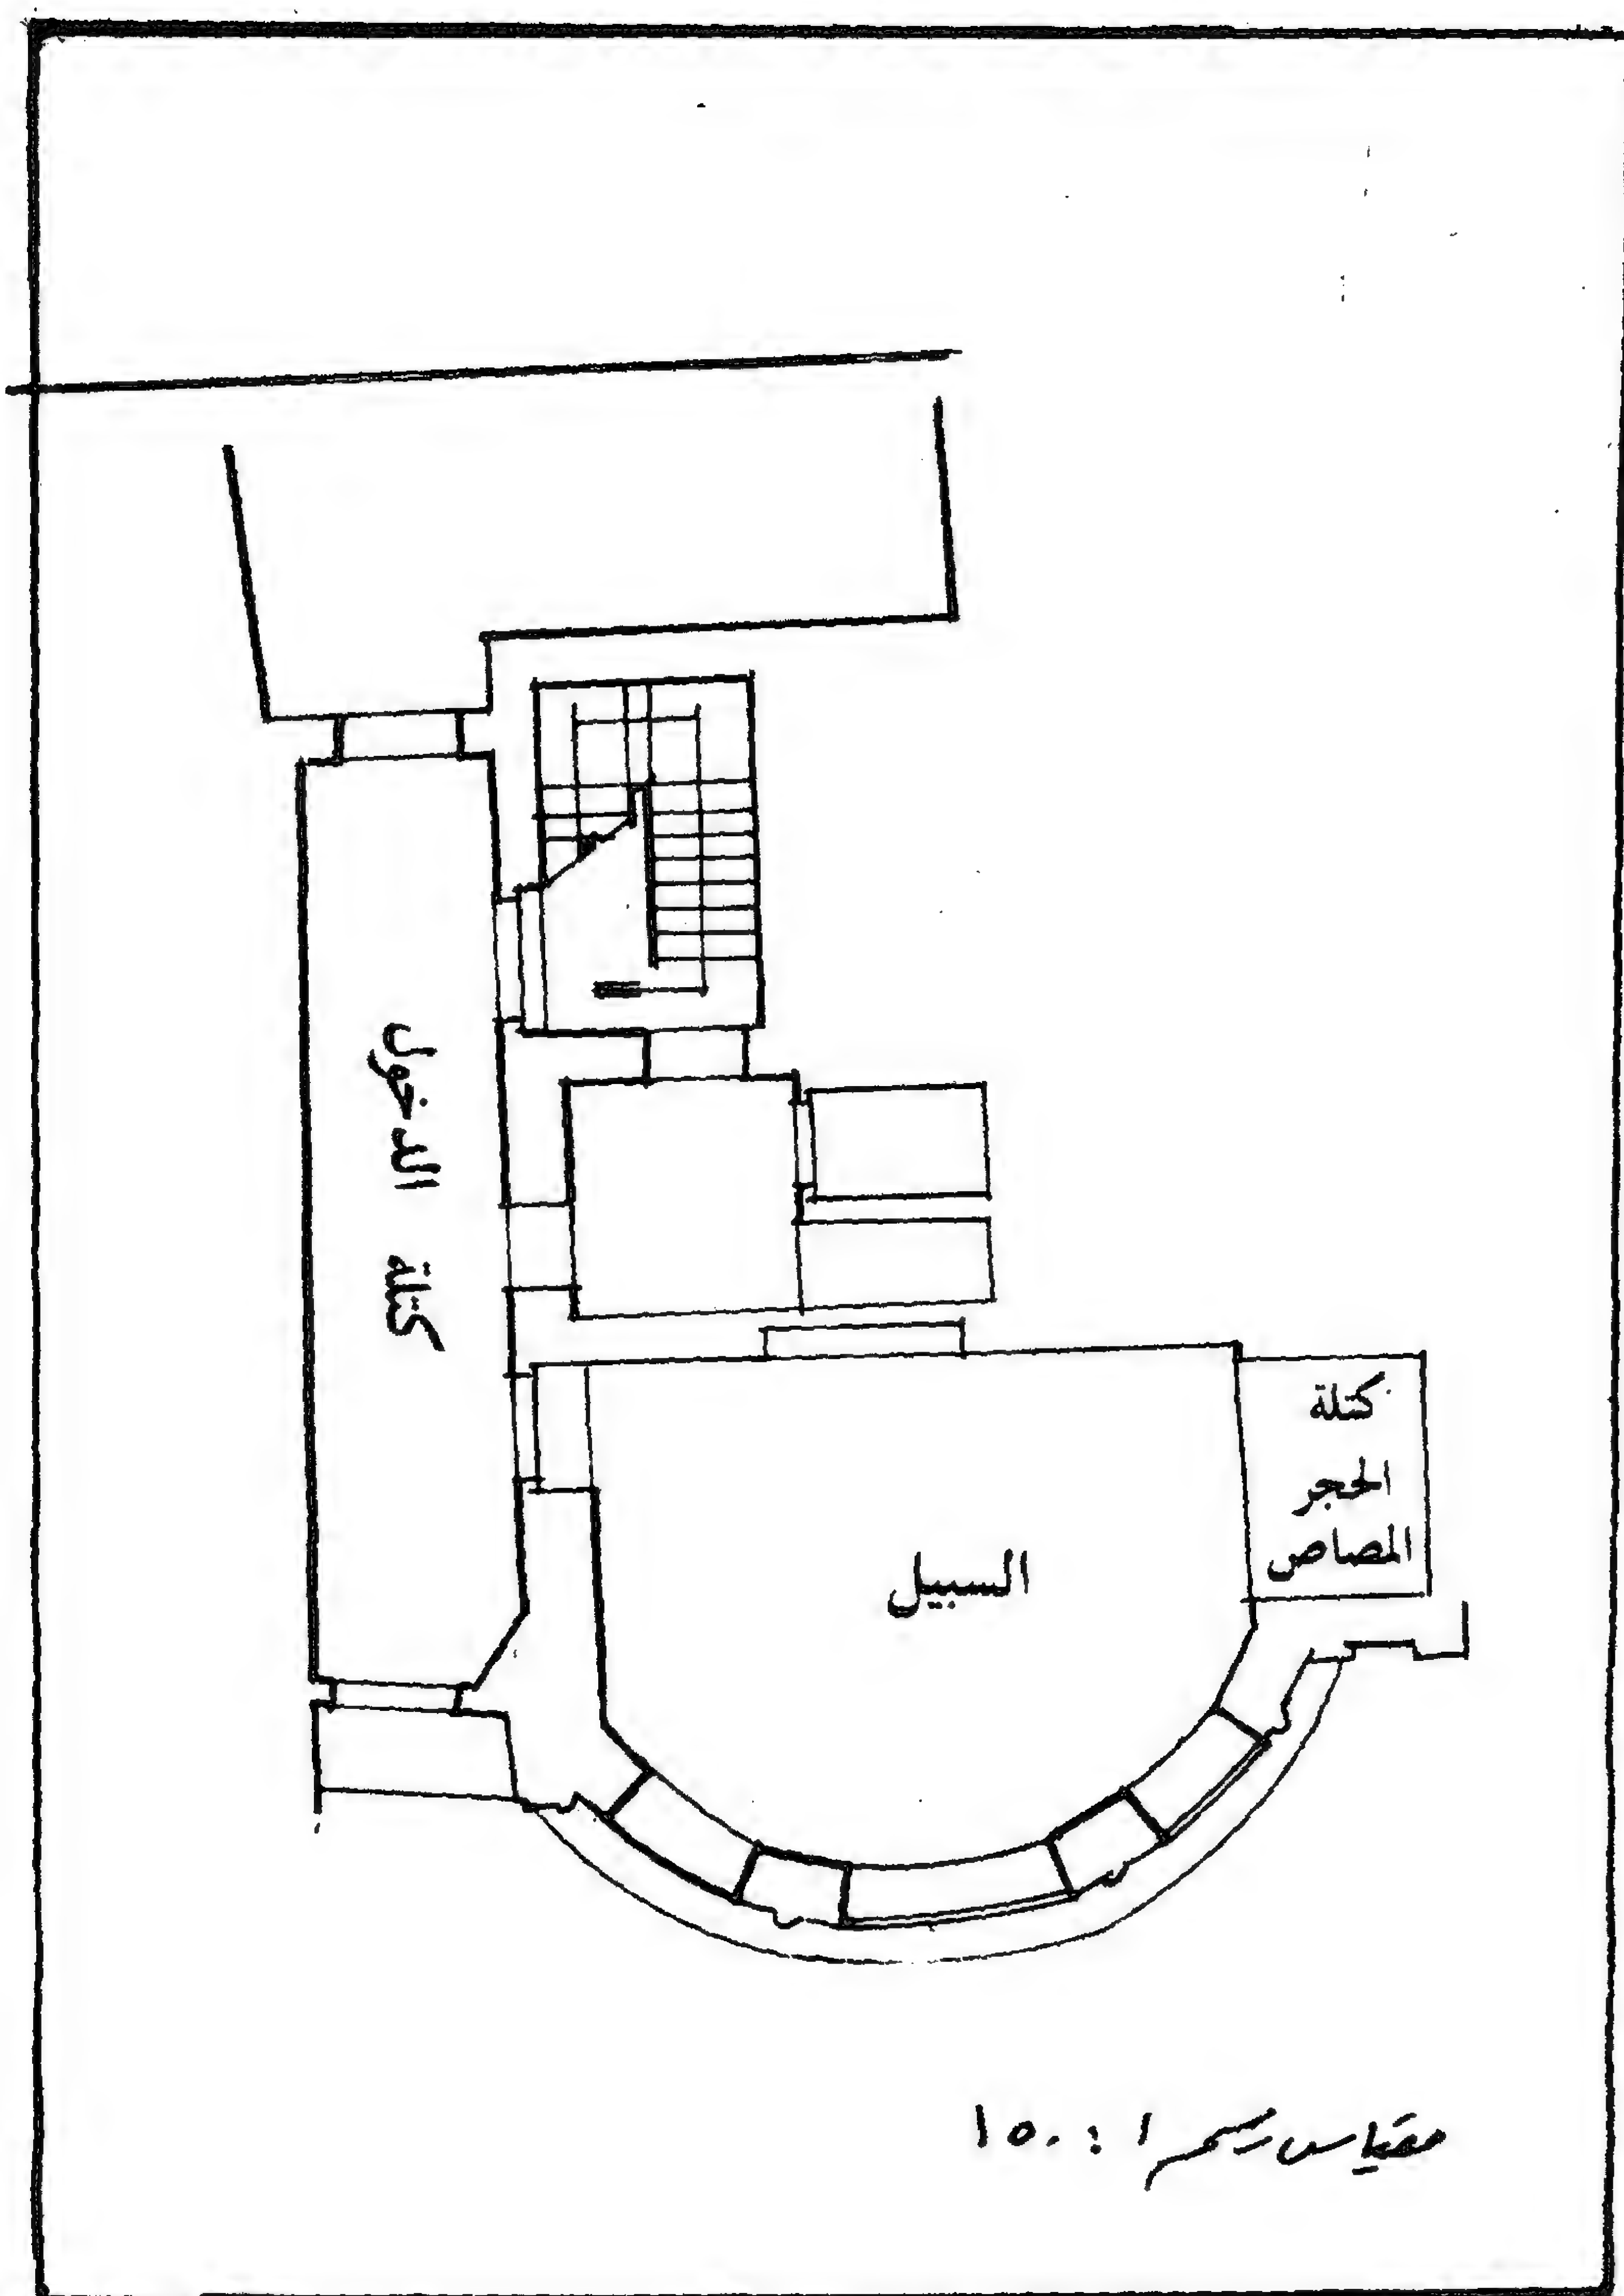 كتلة الدخول
كتلة
الحجر
المصاص
السبيل
مقياس رسم ١ : ١٥٠